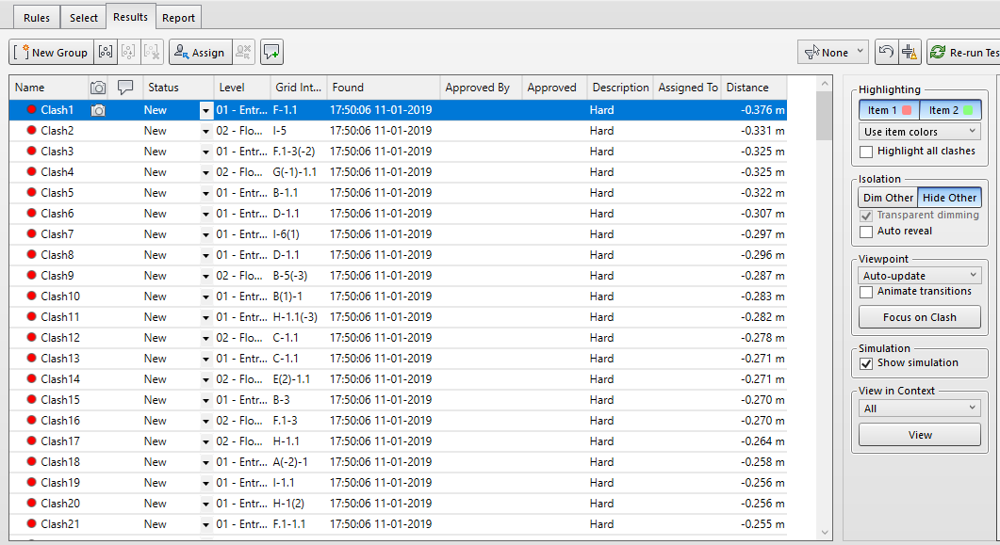 Rules Select Results Report
New Group Assign None Re-run Tes
Name Status Level Grid Int... Found Approved By Approved Description Assigned To Distance
Clash1 New 01 - Entr... F-1.1 17:50:06 11-01-2019 Hard -0.376 m
Clash2 New 02 - Flo... I-5 17:50:06 11-01-2019 Hard -0.331 m
Clash3 New 01 - Entr... F.1-3(-2) 17:50:06 11-01-2019 Hard -0.325 m
Clash4 New 02 - Flo... G(-1)-1.1 17:50:06 11-01-2019 Hard -0.325 m
Clash5 New 01 - Entr... B-1.1 17:50:06 11-01-2019 Hard -0.322 m
Clash6 New 01 - Entr... D-1.1 17:50:06 11-01-2019 Hard -0.307 m
Clash7 New 01 - Entr... I-6(1) 17:50:06 11-01-2019 Hard -0.297 m
Clash8 New 01 - Entr... D-1.1 17:50:06 11-01-2019 Hard -0.296 m
Clash9 New 02 - Flo... B-5(-3) 17:50:06 11-01-2019 Hard -0.287 m
Clash10 New 01 - Entr... B(1)-1 17:50:06 11-01-2019 Hard -0.283 m
Clash11 New 01 - Entr... H-1.1(-3) 17:50:06 11-01-2019 Hard -0.282 m
Clash12 New 02 - Flo... C-1.1 17:50:06 11-01-2019 Hard -0.278 m
Clash13 New 01 - Entr... C-1.1 17:50:06 11-01-2019 Hard -0.271 m
Clash14 New 02 - Flo... E(2)-1.1 17:50:06 11-01-2019 Hard -0.271 m
Clash15 New 01 - Entr... B-3 17:50:06 11-01-2019 Hard -0.270 m
Clash16 New 02 - Flo... F.1-3 17:50:06 11-01-2019 Hard -0.270 m
Clash17 New 02 - Flo... H-1.1 17:50:06 11-01-2019 Hard -0.264 m
Clash18 New 01 - Entr... A(-2)-1 17:50:06 11-01-2019 Hard -0.258 m
Clash19 New 01 - Entr... I-1.1 17:50:06 11-01-2019 Hard -0.256 m
Clash20 New 01 - Entr... H-1(2) 17:50:06 11-01-2019 Hard -0.256 m
Clash21 New 01 - Entr... F.1-1.1 17:50:06 11-01-2019 Hard -0.255 m
Highlighting
Item 1 Item 2
Use item colors
Highlight all clashes
Isolation
Dim Other Hide Other
Transparent dimming
Auto reveal
Viewpoint
Auto-update
Animate transitions
Focus on Clash
Simulation
Show simulation
View in Context
All
View